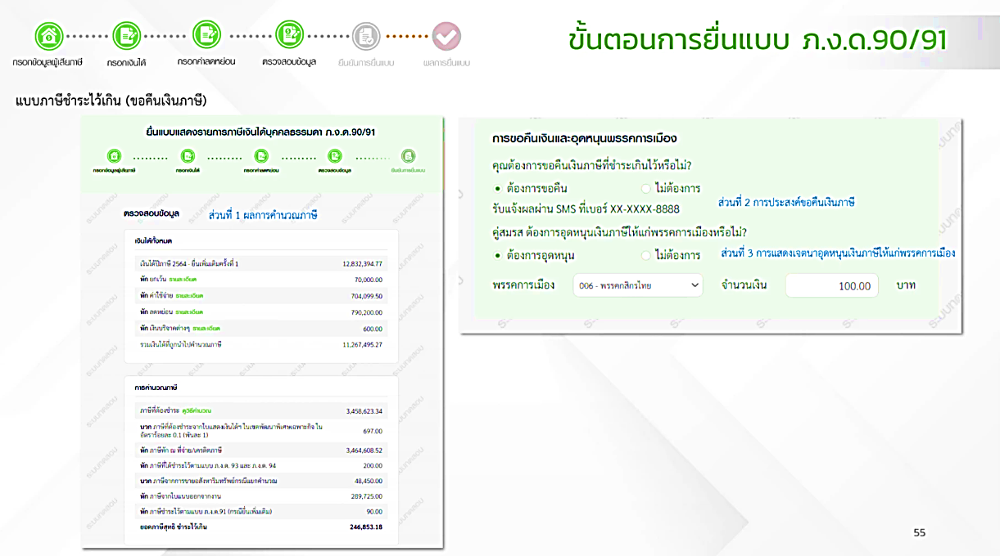 ขั้นตอนการยื่นแบบ ภ.ง.ด.90/91
กรอกข้อมูลผู้เสียภาษี
กรอกเงินได้
กรอกค่าลดหย่อน
ตรวจสอบข้อมูล
ยืนยันการยื่นแบบ
ผลการยื่นแบบ
แบบภาษีชำระไว้เกิน (ขอคืนเงินภาษี)
ยื่นแบบแสดงรายการภาษีเงินได้บุคคลธรรมดา ภ.ง.ด.90/91
กรอกข้อมูลผู้เสียภาษี
กรอกเงินได้
กรอกค่าลดหย่อน
ตรวจสอบข้อมูล
ยืนยันการยื่นแบบ
ตรวจสอบข้อมูล
ส่วนที่ 1 ผลการคำนวณภาษี
เงินได้ทั้งหมด
เงินได้ปีภาษี 2564 - ยื่นเพิ่มเติมครั้งที่ 1 12,832,394.77
หัก ยกเว้น รายละเอียด 70,000.00
หัก ค่าใช้จ่าย รายละเอียด 704,099.50
หัก ลดหย่อน รายละเอียด 790,200.00
หัก เงินบริจาคต่างๆ รายละเอียด 600.00
รวมเงินได้ที่ถูกนำไปคำนวณภาษี 11,267,495.27
การคำนวณภาษี
ภาษีที่ต้องชำระ ดูวิธีคำนวณ 3,458,623.34
บวก ภาษีที่ต้องชำระจากใบแสดงเงินได้ฯ ในเขตพัฒนาพิเศษเฉพาะกิจ ใน
อัตราร้อยละ 0.1 (พันละ 1) 697.00
หัก ภาษีหัก ณ ที่จ่าย/เครดิตภาษี 3,464,608.52
หัก ภาษีที่ได้ชำระไว้ตามแบบ ภ.ง.ด. 93 และ ภ.ง.ด. 94 200.00
บวก ภาษีจากการขายอสังหาริมทรัพย์กรณีแยกคำนวณ 48,450.00
หัก ภาษีจากใบแนบออกจากงาน 289,725.00
หัก ภาษีชำระไว้ตามแบบ ภ.ง.ด.91 (กรณียื่นเพิ่มเติม) 90.00
ยอดภาษีสุทธิ ชำระไว้เกิน 246,853.18
การขอคืนเงินและอุดหนุนพรรคการเมือง
คุณต้องการขอคืนเงินภาษีที่ชำระเกินไว้หรือไม่?
ต้องการขอคืน ไม่ต้องการ
ส่วนที่ 2 การประสงค์ขอคืนเงินภาษี
รับแจ้งผลผ่าน SMS ที่เบอร์ XX-XXXX-8888
คู่สมรส ต้องการอุดหนุนเงินภาษีให้แก่พรรคการเมืองหรือไม่?
ต้องการอุดหนุน ไม่ต้องการ
ส่วนที่ 3 การแสดงเจตนาอุดหนุนเงินภาษีให้แก่พรรคการเมือง
พรรคการเมือง 006 - พรรคกสิกรไทย จำนวนเงิน 100.00 บาท
ระบบทดสอบ
55